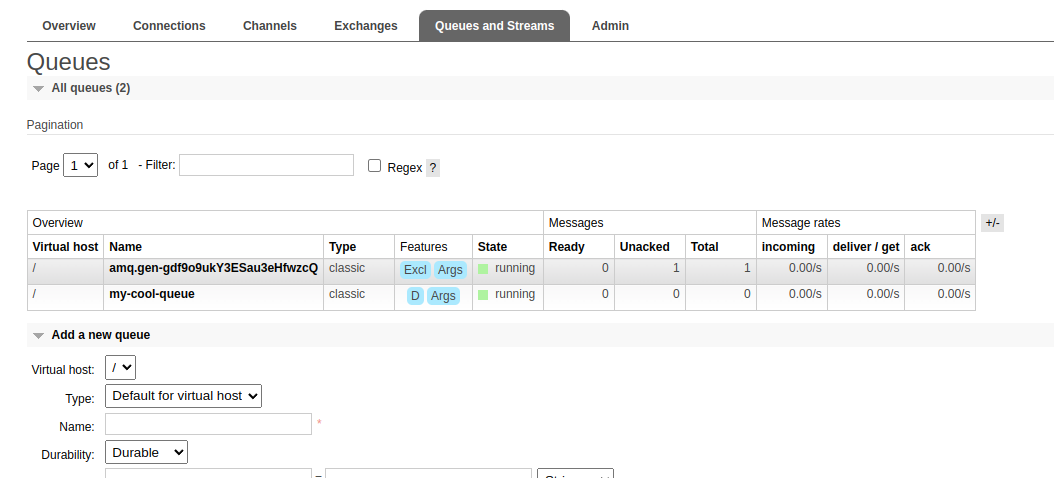 Overview Connections Channels Exchanges Queues and Streams Admin
Queues
All queues (2)
Pagination
Page 1 of 1 - Filter: Regex ?
Overview Messages Message rates +/-
Virtual host Name Type Features State Ready Unacked Total incoming deliver / get ack
/ amq.gen-gdf9o9ukY3ESau3eHfwzcQ classic Excl Args running 0 1 1 0.00/s 0.00/s 0.00/s
/ my-cool-queue classic D Args running 0 0 0 0.00/s 0.00/s 0.00/s
Add a new queue
Virtual host: /
Type: Default for virtual host
Name: *
Durability: Durable
=